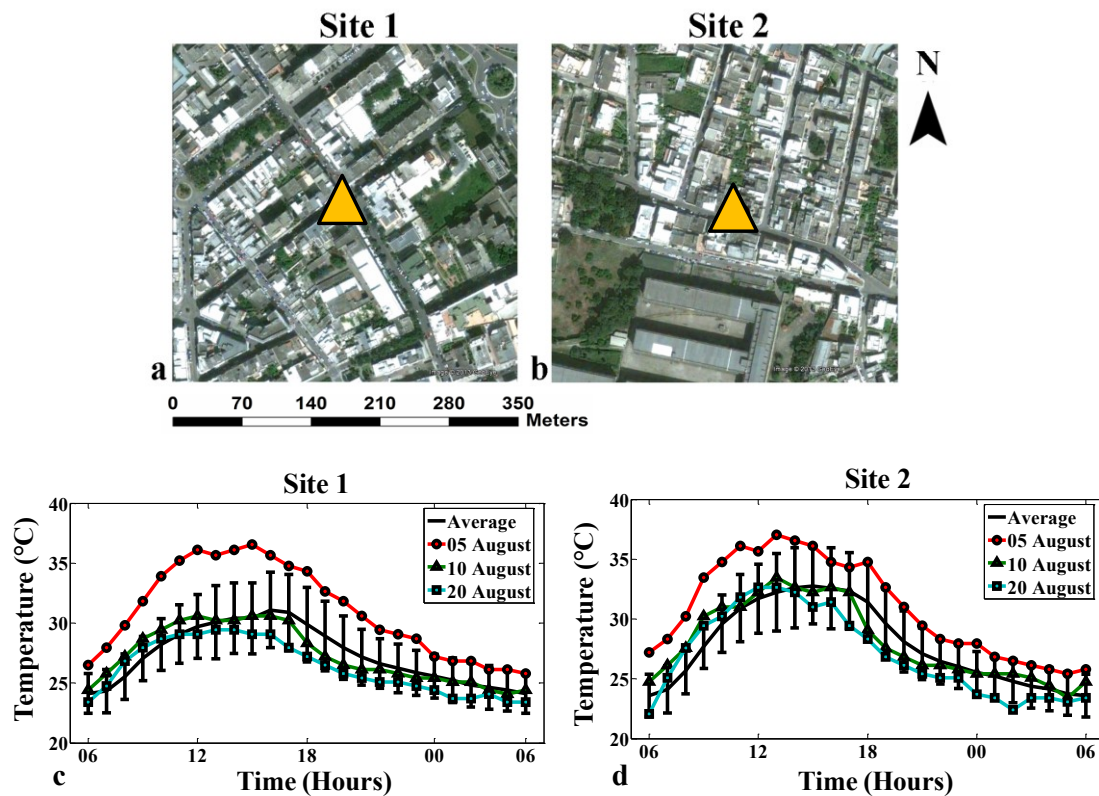 Site 1
Site 2
N
a
b
0 70 140 210 280 350
Meters
Site 1
Site 2
Temperature (°C)
40
35
30
25
20
Average
05 August
10 August
20 August
06 12 18 00 06
Time (Hours)
c
Temperature (°C)
40
35
30
25
20
Average
05 August
10 August
20 August
06 12 18 00 06
Time (Hours)
d